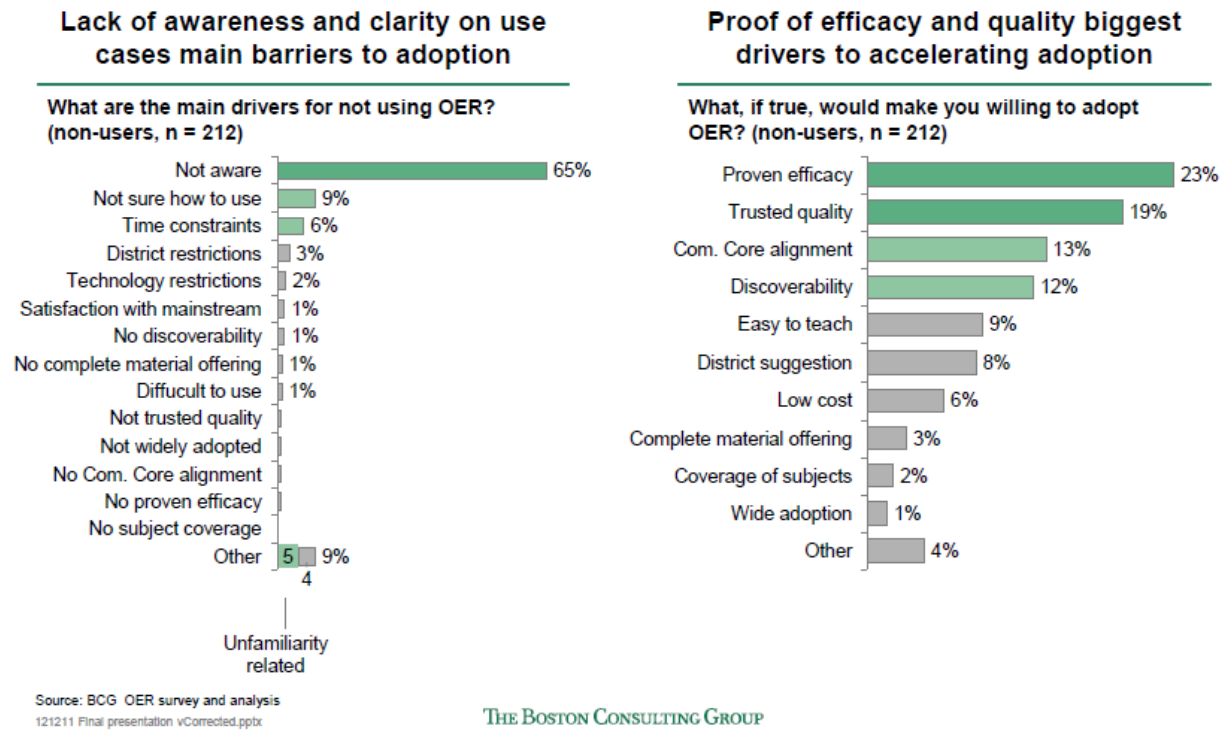 Lack of awareness and clarity on use
cases main barriers to adoption
What are the main drivers for not using OER?
(non-users, n = 212)
Not aware 65%
Not sure how to use 9%
Time constraints 6%
District restrictions 3%
Technology restrictions 2%
Satisfaction with mainstream 1%
No discoverability 1%
No complete material offering 1%
Diffucult to use 1%
Not trusted quality
Not widely adopted
No Com. Core alignment
No proven efficacy
No subject coverage
Other 5 9%
4
Unfamiliarity
related
Proof of efficacy and quality biggest
drivers to accelerating adoption
What, if true, would make you willing to adopt
OER? (non-users, n = 212)
Proven efficacy 23%
Trusted quality 19%
Com. Core alignment 13%
Discoverability 12%
Easy to teach 9%
District suggestion 8%
Low cost 6%
Complete material offering 3%
Coverage of subjects 2%
Wide adoption 1%
Other 4%
Source: BCG OER survey and analysis
121211 Final presentation vCorrected.pptx
THE BOSTON CONSULTING GROUP